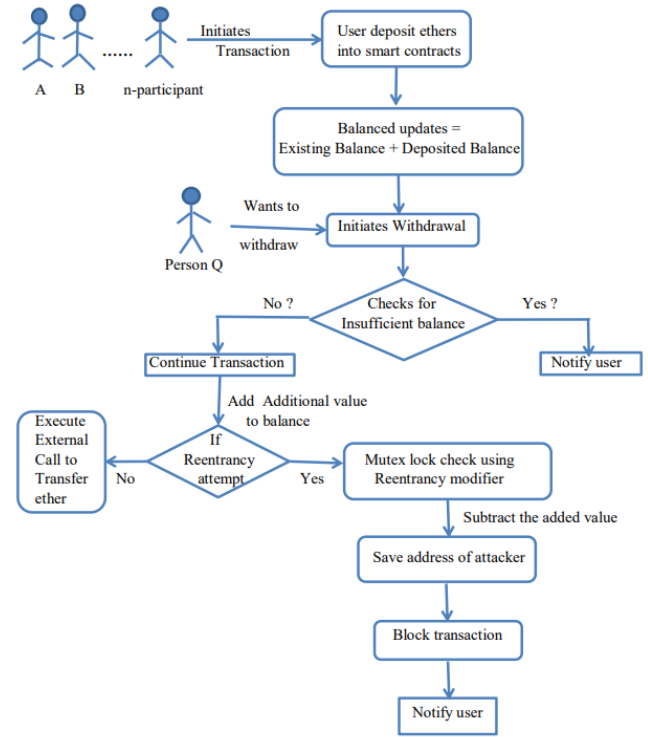 Initiates
Transaction
User deposit ethers
into smart contracts
......
A
B
n-participant
Balanced updates =
Existing Balance + Deposited Balance
Wants to
withdraw
Person Q
Initiates Withdrawal
No ?
Checks for
Insufficient balance
Yes ?
Continue Transaction
Notify user
Add Additional value
to balance
Execute
External
Call to
Transfer
ether
No
If
Reentrancy
attempt
Yes
Mutex lock check using
Reentrancy modifier
Subtract the added value
Save address of attacker
Block transaction
Notify user